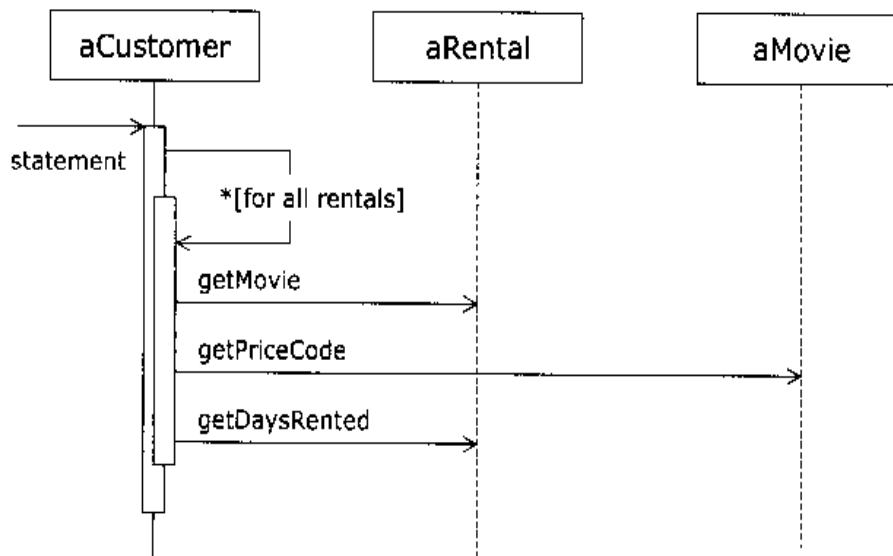 aCustomer
aRental
aMovie
statement
*[for all rentals]
getMovie
getPriceCode
getDaysRented